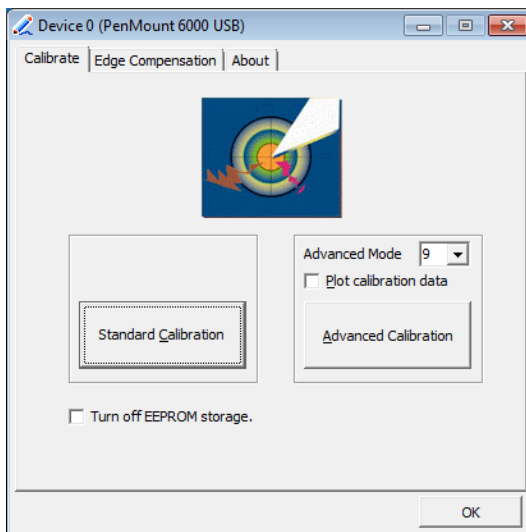 Device 0 (PenMount 6000 USB)
Calibrate Edge Compensation About
Advanced Mode 9
Plot calibration data
Standard Calibration
Advanced Calibration
Turn off EEPROM storage.
OK